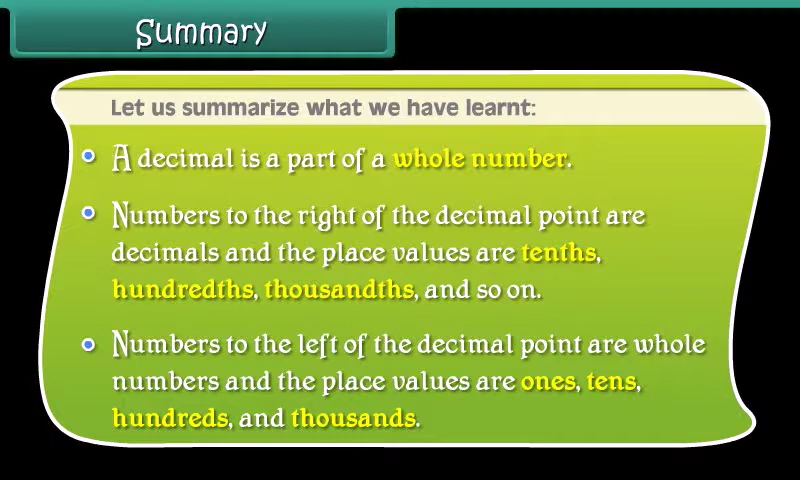 Summary
Let us summarize what we have learnt:
A decimal is a part of a whole number.
Numbers to the right of the decimal point are
decimals and the place values are tenths,
hundredths, thousandths, and so on.
Numbers to the left of the decimal point are whole
numbers and the place values are ones, tens,
hundreds, and thousands.